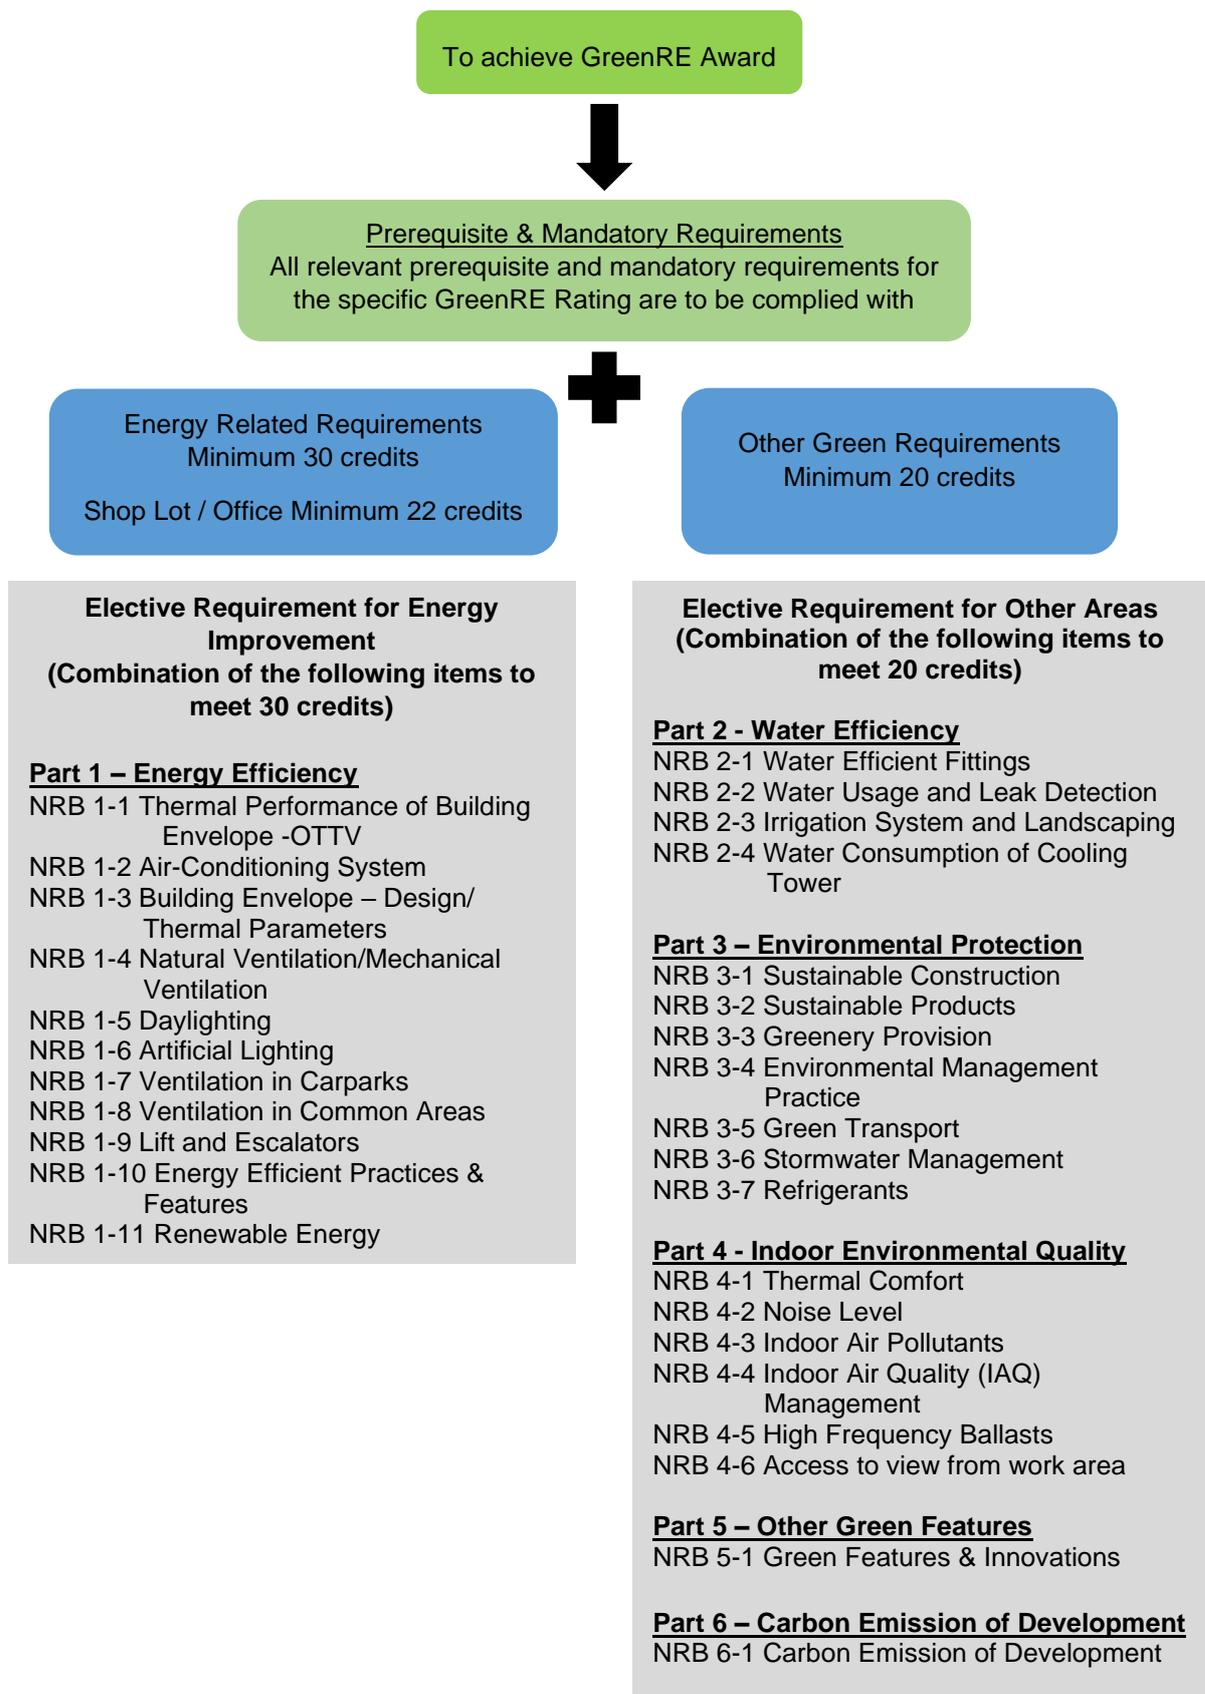 To achieve GreenRE Award
Prerequisite & Mandatory Requirements
All relevant prerequisite and mandatory requirements for
the specific GreenRE Rating are to be complied with
Energy Related Requirements
Minimum 30 credits
Shop Lot / Office Minimum 22 credits
Other Green Requirements
Minimum 20 credits
Elective Requirement for Energy
Improvement
(Combination of the following items to
meet 30 credits)
Part 1 – Energy Efficiency
NRB 1-1 Thermal Performance of Building
Envelope -OTTV
NRB 1-2 Air-Conditioning System
NRB 1-3 Building Envelope – Design/
Thermal Parameters
NRB 1-4 Natural Ventilation/Mechanical
Ventilation
NRB 1-5 Daylighting
NRB 1-6 Artificial Lighting
NRB 1-7 Ventilation in Carparks
NRB 1-8 Ventilation in Common Areas
NRB 1-9 Lift and Escalators
NRB 1-10 Energy Efficient Practices &
Features
NRB 1-11 Renewable Energy
Elective Requirement for Other Areas
(Combination of the following items to
meet 20 credits)
Part 2 - Water Efficiency
NRB 2-1 Water Efficient Fittings
NRB 2-2 Water Usage and Leak Detection
NRB 2-3 Irrigation System and Landscaping
NRB 2-4 Water Consumption of Cooling
Tower
Part 3 – Environmental Protection
NRB 3-1 Sustainable Construction
NRB 3-2 Sustainable Products
NRB 3-3 Greenery Provision
NRB 3-4 Environmental Management
Practice
NRB 3-5 Green Transport
NRB 3-6 Stormwater Management
NRB 3-7 Refrigerants
Part 4 - Indoor Environmental Quality
NRB 4-1 Thermal Comfort
NRB 4-2 Noise Level
NRB 4-3 Indoor Air Pollutants
NRB 4-4 Indoor Air Quality (IAQ)
Management
NRB 4-5 High Frequency Ballasts
NRB 4-6 Access to view from work area
Part 5 – Other Green Features
NRB 5-1 Green Features & Innovations
Part 6 – Carbon Emission of Development
NRB 6-1 Carbon Emission of Development